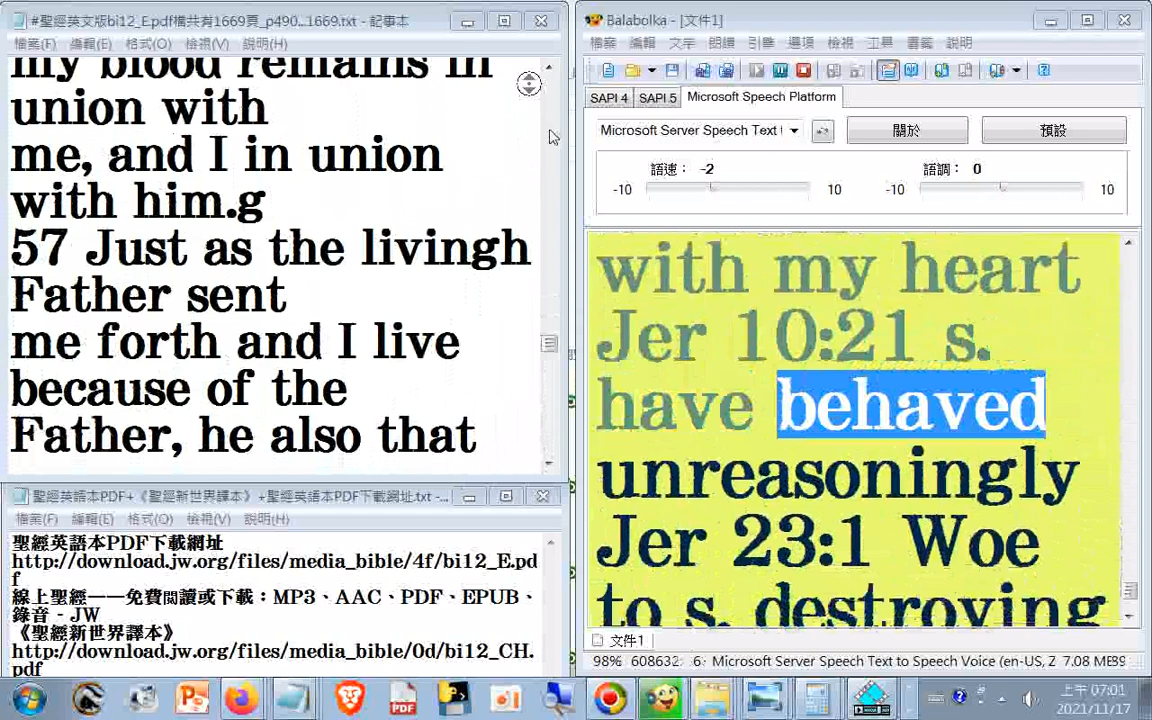 #聖經英文版bi12_E.pdf檔共有1669頁_p490...1669.txt - 記事本
檔案(F) 編輯(E) 格式(O) 檢視(V) 說明(H)
my blood remains in
union with
me, and I in union
with him.g
57 Just as the livingh
Father sent
me forth and I live
because of the
Father, he also that
聖經英語本PDF+《聖經新世界譯本》+聖經英語本PDF下載網址.txt -...
檔案(F) 編輯(E) 格式(O) 檢視(V) 說明(H)
聖經英語本PDF下載網址
http://download.jw.org/files/media_bible/4f/bi12_E.pd
f
線上聖經——免費閱讀或下載：MP3、AAC、PDF、EPUB、
錄音 - JW
《聖經新世界譯本》
http://download.jw.org/files/media_bible/0d/bi12_CH.
pdf
Balabolka - [文件1]
檔案 編輯 文字 朗讀 引擎 選項 檢視 工具 書籤 說明
SAPI 4 SAPI 5 Microsoft Speech Platform
Microsoft Server Speech Text 關於 預設
語速： -2 語調： 0
-10 10 -10 10
with my heart
Jer 10:21 s.
have behaved
unreasoningly
Jer 23:1 Woe
to s. destroying
文件1
98% 608632 Microsoft Server Speech Text to Speech Voice (en-US, Z 7.08 MB
PDF
上午 07:01
2021/11/17